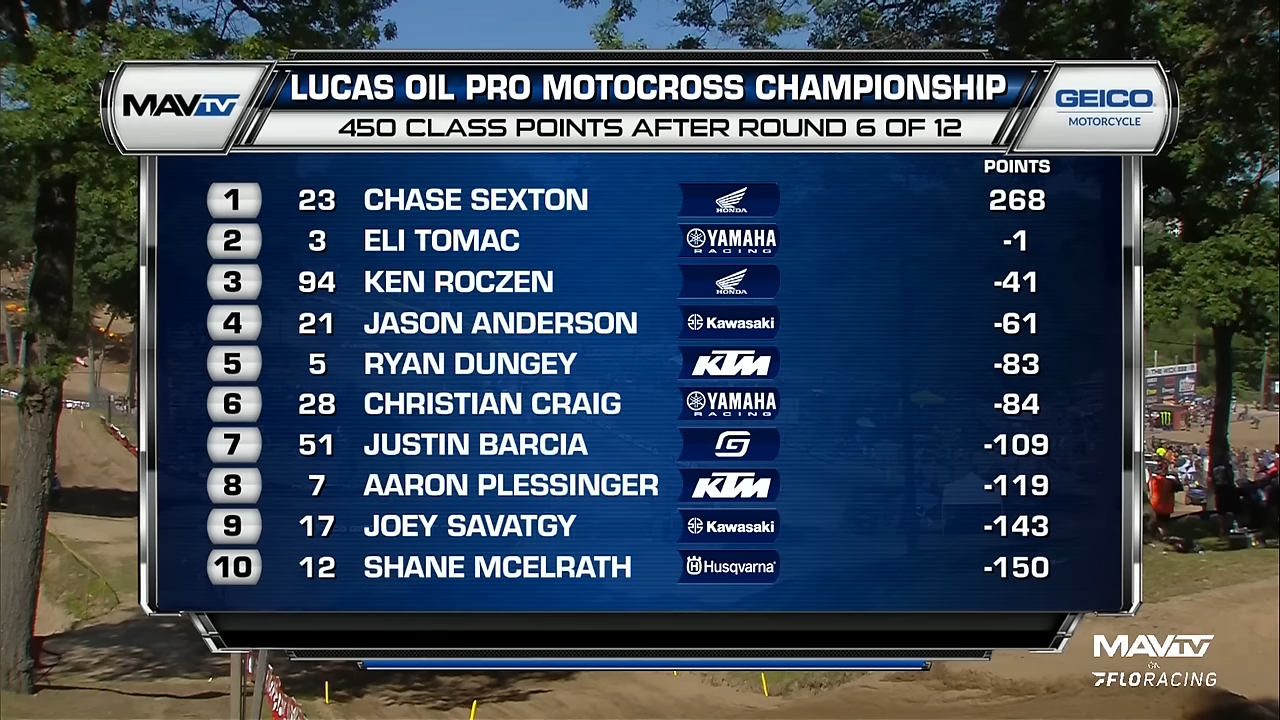 MAVTV
LUCAS OIL PRO MOTOCROSS CHAMPIONSHIP
GEICO
MOTORCYCLE
450 CLASS POINTS AFTER ROUND 6 OF 12
POINTS
1 23 CHASE SEXTON HONDA 268
2 3 ELI TOMAC YAMAHA RACING -1
3 94 KEN ROCZEN HONDA -41
4 21 JASON ANDERSON Kawasaki -61
5 5 RYAN DUNGEY KTM -83
6 28 CHRISTIAN CRAIG YAMAHA RACING -84
7 51 JUSTIN BARCIA G -109
8 7 AARON PLESSINGER KTM -119
9 17 JOEY SAVATGY Kawasaki -143
10 12 SHANE MCELRATH Husqvarna -150
MAVTV
ON
FLORACING